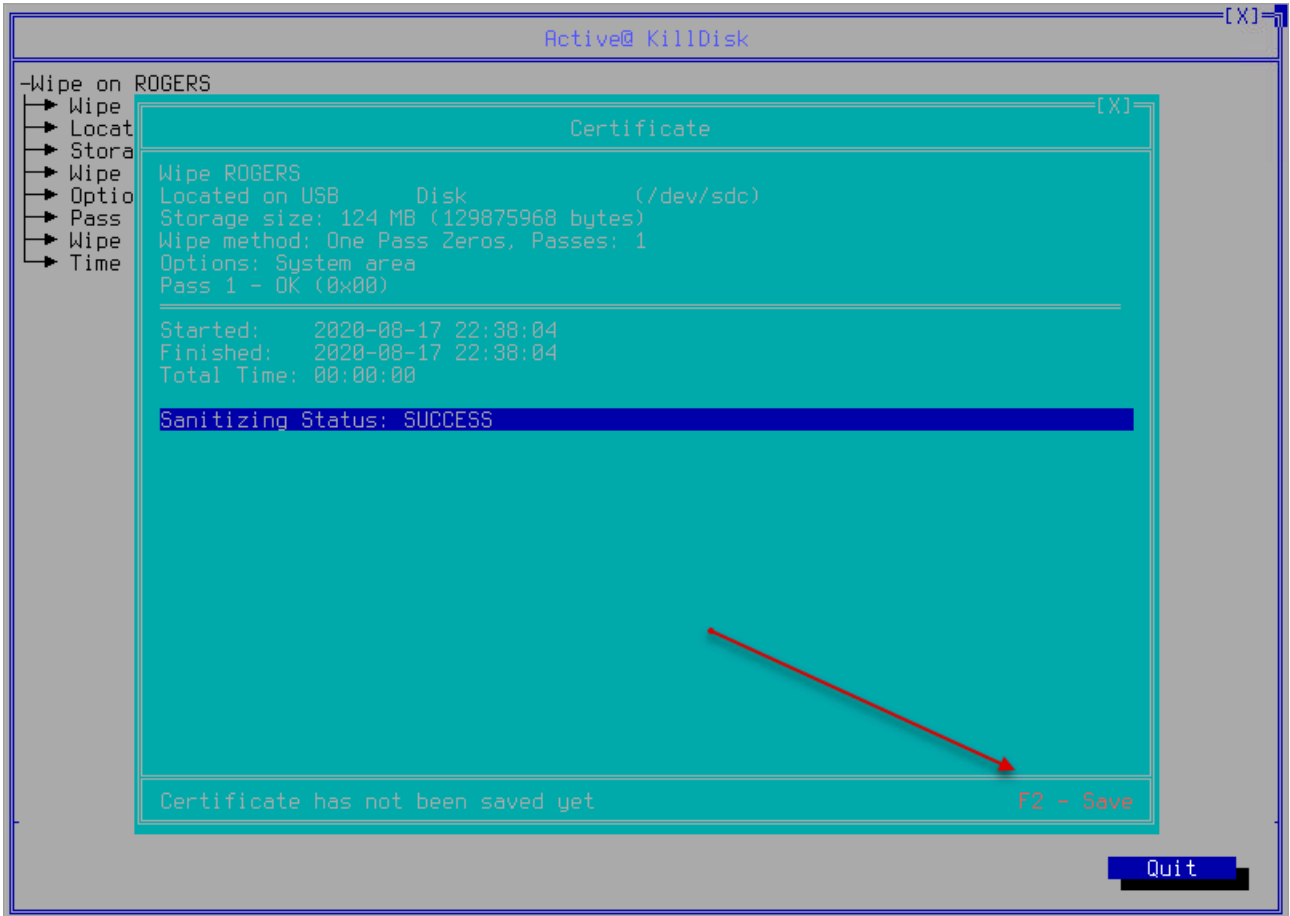 [X]
Active@ KillDisk
-Wipe on ROGERS
Wipe
Locat
Stora
Wipe
Optio
Pass
Wipe
Time
[X]
Certificate
Wipe ROGERS
Located on USB Disk (/dev/sdc)
Storage size: 124 MB (129875968 bytes)
Wipe method: One Pass Zeros, Passes: 1
Options: System area
Pass 1 - OK (0x00)
Started: 2020-08-17 22:38:04
Finished: 2020-08-17 22:38:04
Total Time: 00:00:00
Sanitizing Status: SUCCESS
Certificate has not been saved yet
F2 - Save
Quit